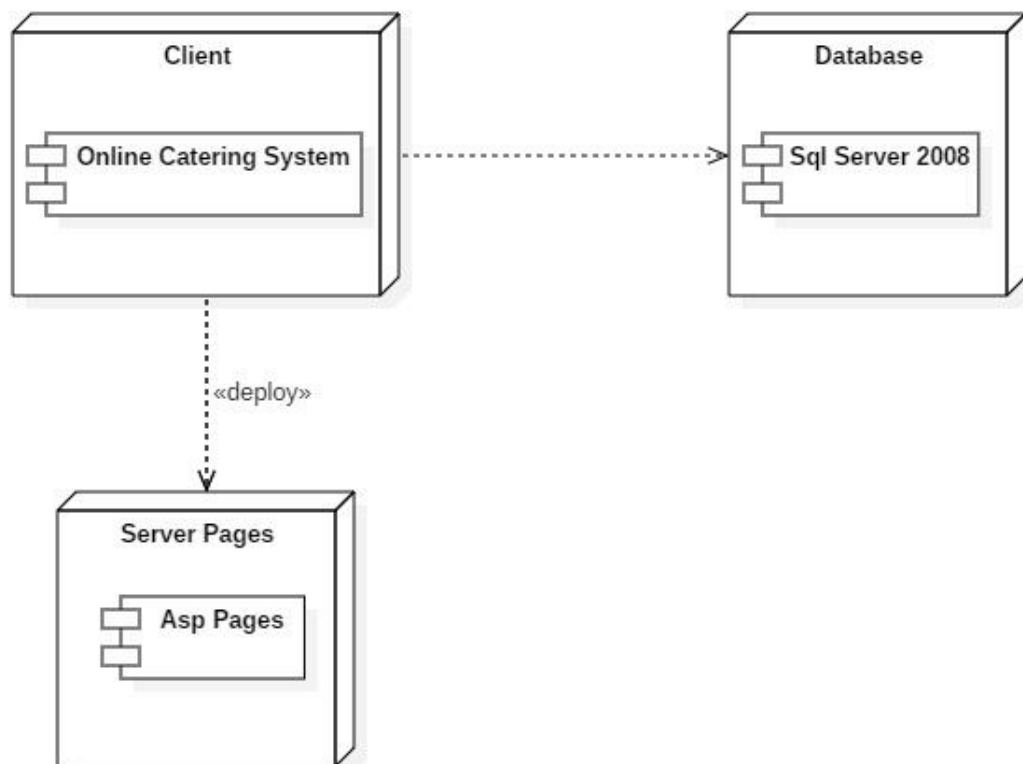 Client
Database
Online Catering System
Sql Server 2008
«deploy»
Server Pages
Asp Pages